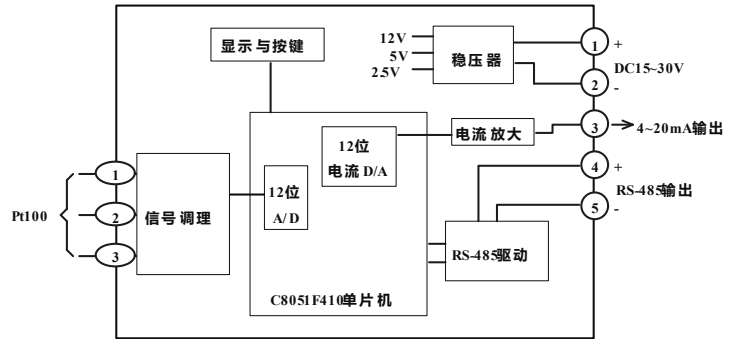 显示与按键
12V
5V
2.5V
稳压器
1
+
DC15~30V
2
-
电流放大
3
4~20mA输出
12位
电流D/A
4
+
RS-485输出
5
-
1
Pt100
2
3
信号调理
12位
A/D
RS-485驱动
C8051F410单片机